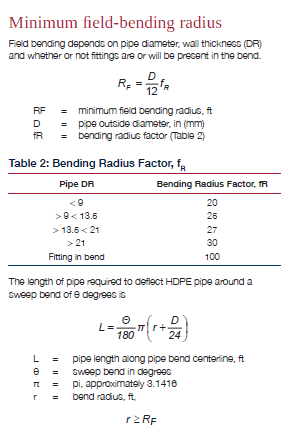 Minimum field-bending radius
Field bending depends on pipe diameter, wall thickness (DR)
and whether or not fittings are or will be present in the bend.
R_F = D/12 f_R
RF = minimum field bending radius, ft
D = pipe outside diameter, in (mm)
fR = bending radius factor (Table 2)
Table 2: Bending Radius Factor, f_R
Pipe DR Bending Radius Factor, fR
< 9 20
> 9 < 13.5 25
> 13.5 < 21 27
> 21 30
Fitting in bend 100
The length of pipe required to deflect HDPE pipe around a
sweep bend of θ degrees is
L = Θ/180 π (r + D/24)
L = pipe length along pipe bend centerline, ft
θ = sweep bend in degrees
π = pi, approximately 3.1416
r = bend radius, ft,
r ≥ RF